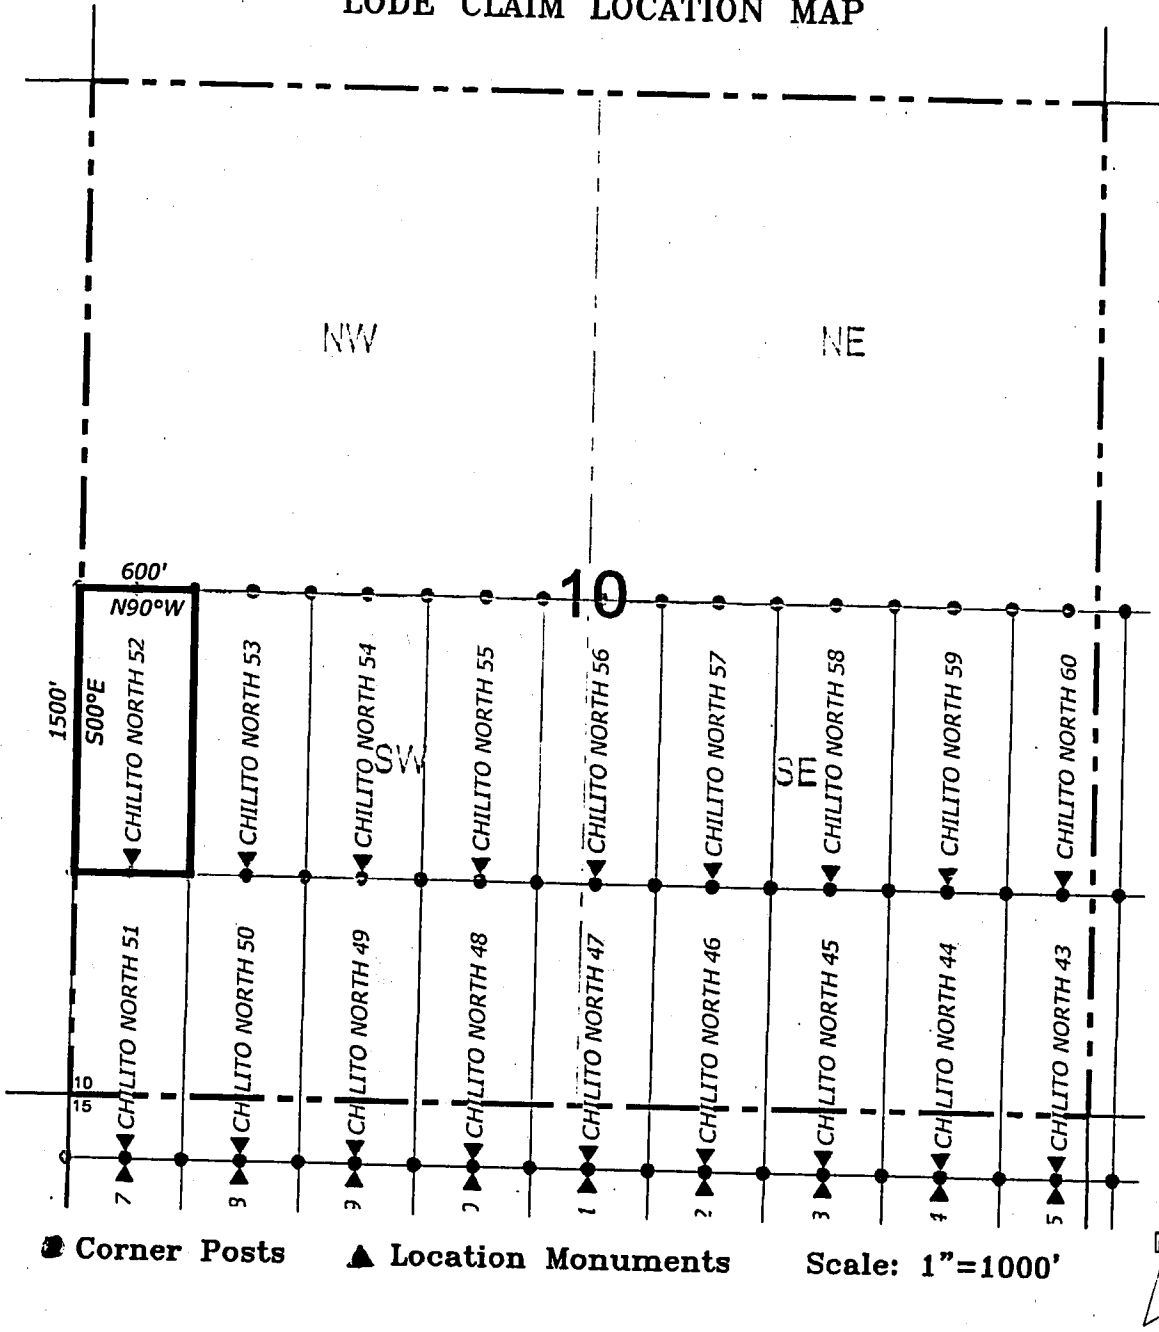 LODE CLAIM LOCATION MAP
NW
NE
600'
10
N90°W
1500'
S00°E
CHILITO NORTH 52
CHILITO NORTH 53
CHILITO NORTH 54
CHILITO NORTH 55
CHILITO NORTH 56
CHILITO NORTH 57
CHILITO NORTH 58
CHILITO NORTH 59
CHILITO NORTH 60
SW
SE
CHILITO NORTH 51
CHILITO NORTH 50
CHILITO NORTH 49
CHILITO NORTH 48
CHILITO NORTH 47
CHILITO NORTH 46
CHILITO NORTH 45
CHILITO NORTH 44
CHILITO NORTH 43
10
15
Corner Posts
Location Monuments
Scale: 1"=1000'